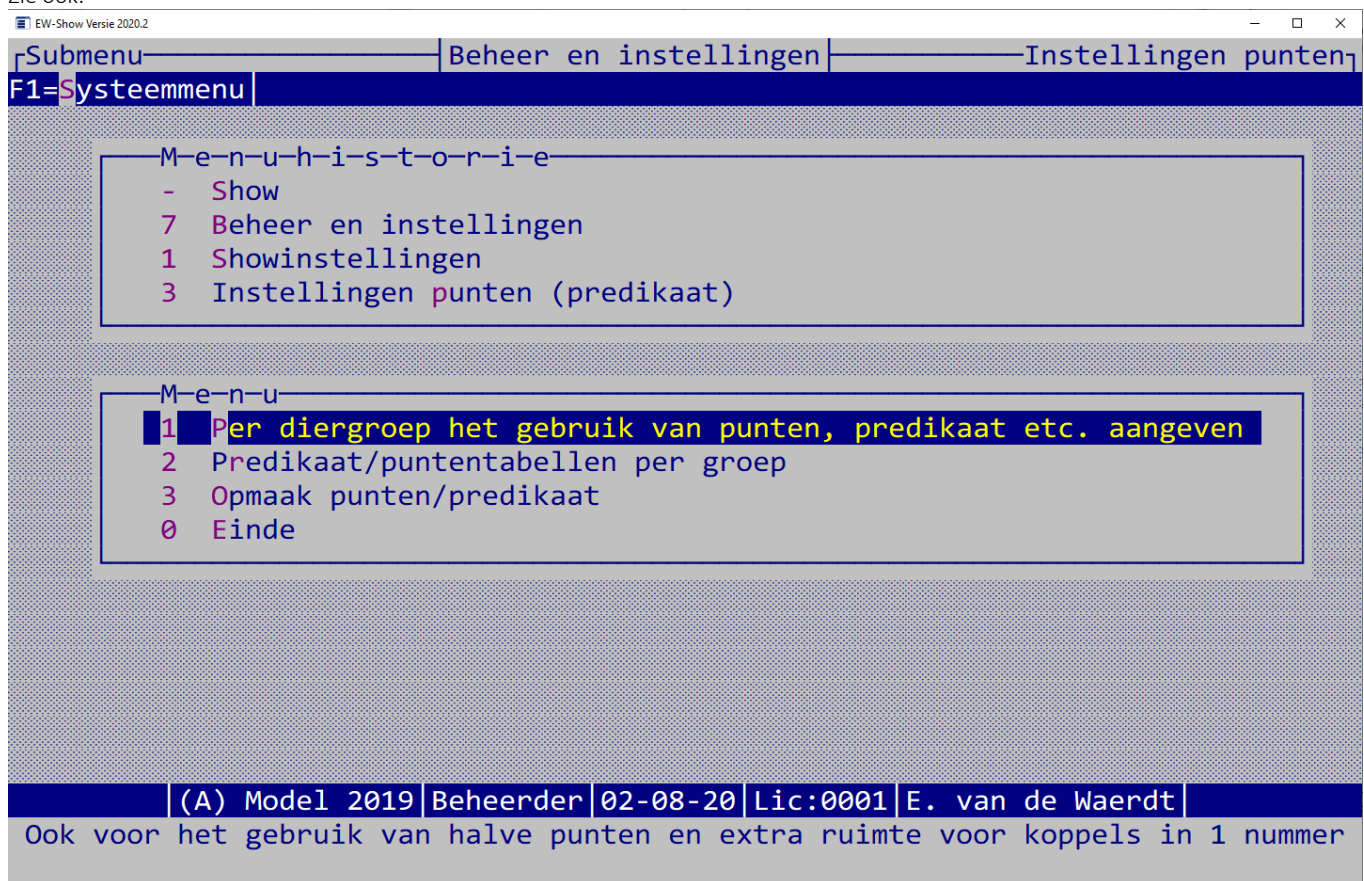 Zie ook:
EW-Show Versie 2020.2
Submenu Beheer en instellingen Instellingen punten
F1=Systeemmenu
M-e-n-u-h-i-s-t-o-r-i-e
- Show
7 Beheer en instellingen
1 Showinstellingen
3 Instellingen punten (predikaat)
M-e-n-u
1 Per diergroep het gebruik van punten, predikaat etc. aangeven
2 Predikaat/puntentabellen per groep
3 Opmaak punten/predikaat
0 Einde
|(A) Model 2019|Beheerder|02-08-20|Lic:0001|E. van de Waerdt|
Ook voor het gebruik van halve punten en extra ruimte voor koppels in 1 nummer